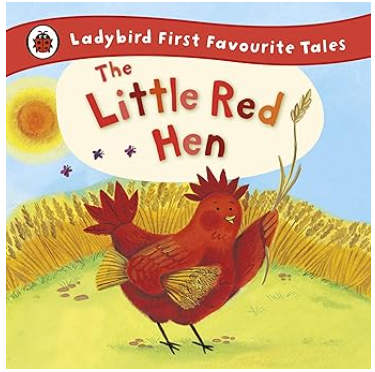 Ladybird First Favourite Tales
The
Little Red
Hen